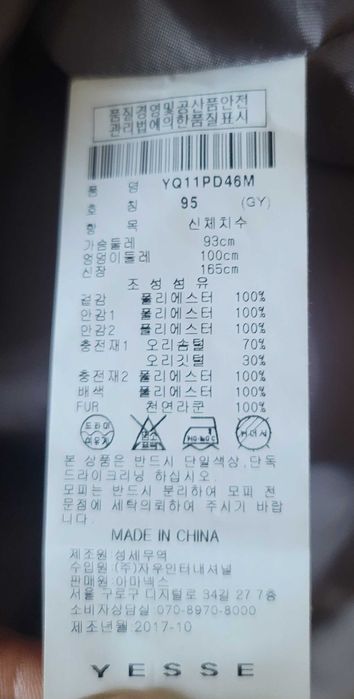 품질경영및공산품안전
관리법에의한품질표시
품 명 YQ11PD46M
호 칭 95 (GY)
항 목 신체치수
가슴둘레 93cm
엉덩이둘레 100cm
신장 165cm
조성섬유
겉감 폴리에스터 100%
안감1 폴리에스터 100%
안감2 폴리에스터 100%
충전재1 오리솜털 70%
오리깃털 30%
충전재2 폴리에스터 100%
배색 폴리에스터 100%
FUR 천연라쿤 100%
드라이
본 상품은 반드시 단일색상,단독
드라이크리닝 하십시오.
모피는 반드시 분리하여 모피 전
문점에 세탁의뢰하여 주시기 바랍
니다.
MADE IN CHINA
제조원:성세무역
수입원:(주)자우인터내셔널
판매원:아마넥스
서울 구로구 디지털로 34길 27 7층
소비자상담실:070-8970-8000
제조년월:2017-10
YESSE